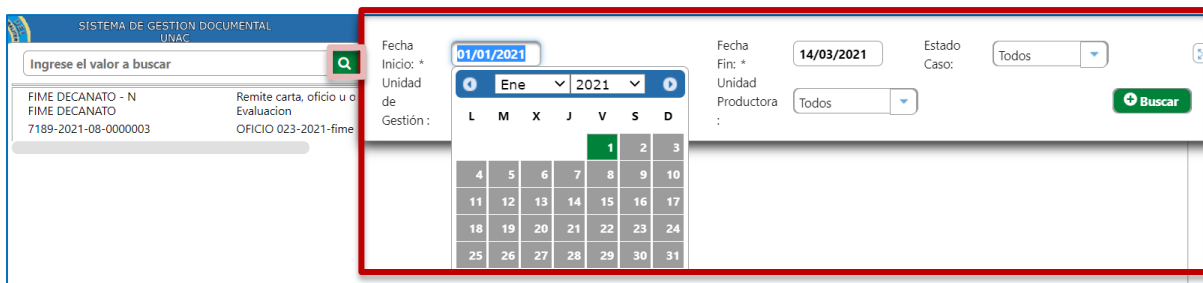 SISTEMA DE GESTION DOCUMENTAL
UNAC
Ingrese el valor a buscar
FIME DECANATO - N
FIME DECANATO
7189-2021-08-0000003
Remite carta, oficio u o
Evaluacion
OFICIO 023-2021-fime
Fecha
Inicio: *
01/01/2021
Fecha
Fin: *
14/03/2021
Estado
Caso:
Todos
Unidad
de
Gestión :
Unidad
Productora
:
Todos
Buscar
Ene 2021
L M X J V S D
1 2 3
4 5 6 7 8 9 10
11 12 13 14 15 16 17
18 19 20 21 22 23 24
25 26 27 28 29 30 31